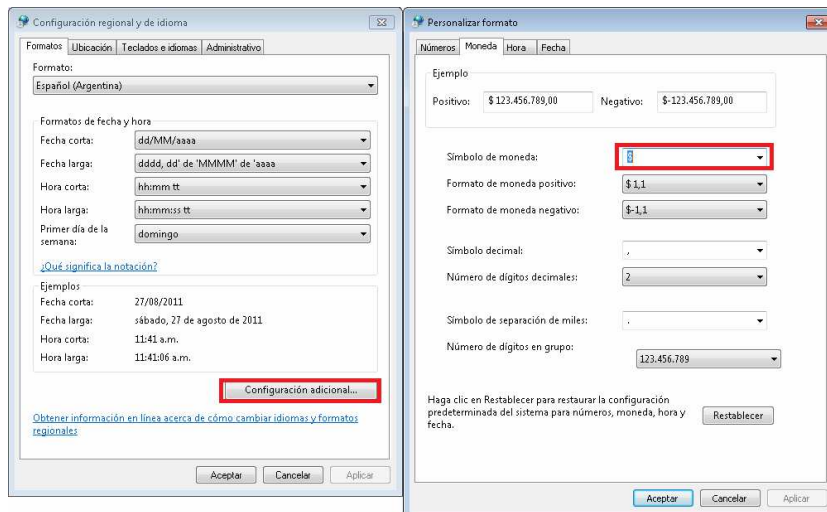 Configuración regional y de idioma
Formatos Ubicación Teclados e idiomas Administrativo
Formato:
Español (Argentina)
Formatos de fecha y hora
Fecha corta: dd/MM/aaaa
Fecha larga: dddd, dd' de 'MMMM' de 'aaaa
Hora corta: hh:mm tt
Hora larga: hh:mm:ss tt
Primer día de la
semana: domingo
¿Qué significa la notación?
Ejemplos
Fecha corta: 27/08/2011
Fecha larga: sábado, 27 de agosto de 2011
Hora corta: 11:41 a.m.
Hora larga: 11:41:06 a.m.
Configuración adicional...
Obtener información en línea acerca de cómo cambiar idiomas y formatos
regionales
Aceptar Cancelar Aplicar
Personalizar formato
Números Moneda Hora Fecha
Ejemplo
Positivo: $ 123.456.789,00 Negativo: $-123.456.789,00
Símbolo de moneda: $
Formato de moneda positivo: $ 1,1
Formato de moneda negativo: $-1,1
Símbolo decimal: ,
Número de dígitos decimales: 2
Símbolo de separación de miles: .
Número de dígitos en grupo: 123.456.789
Haga clic en Restablecer para restaurar la configuración
predeterminada del sistema para números, moneda, hora y
fecha.
Restablecer
Aceptar Cancelar Aplicar